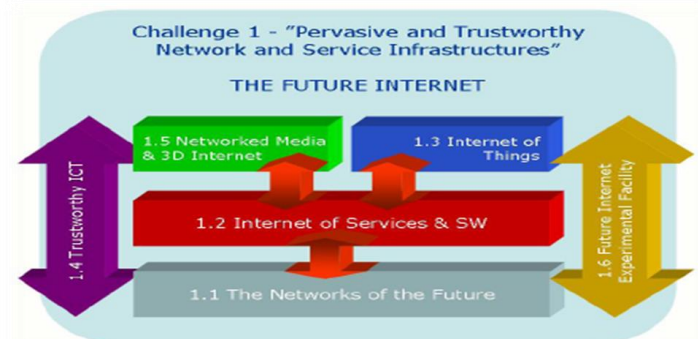 Challenge 1 - "Pervasive and Trustworthy
Network and Service Infrastructures"
THE FUTURE INTERNET
1.5 Networked Media
& 3D Internet
1.3 Internet of
Things
1.4 Trustworthy ICT
1.2 Internet of Services & SW
1.6 Future Internet
Experimental Facility
1.1 The Networks of the Future